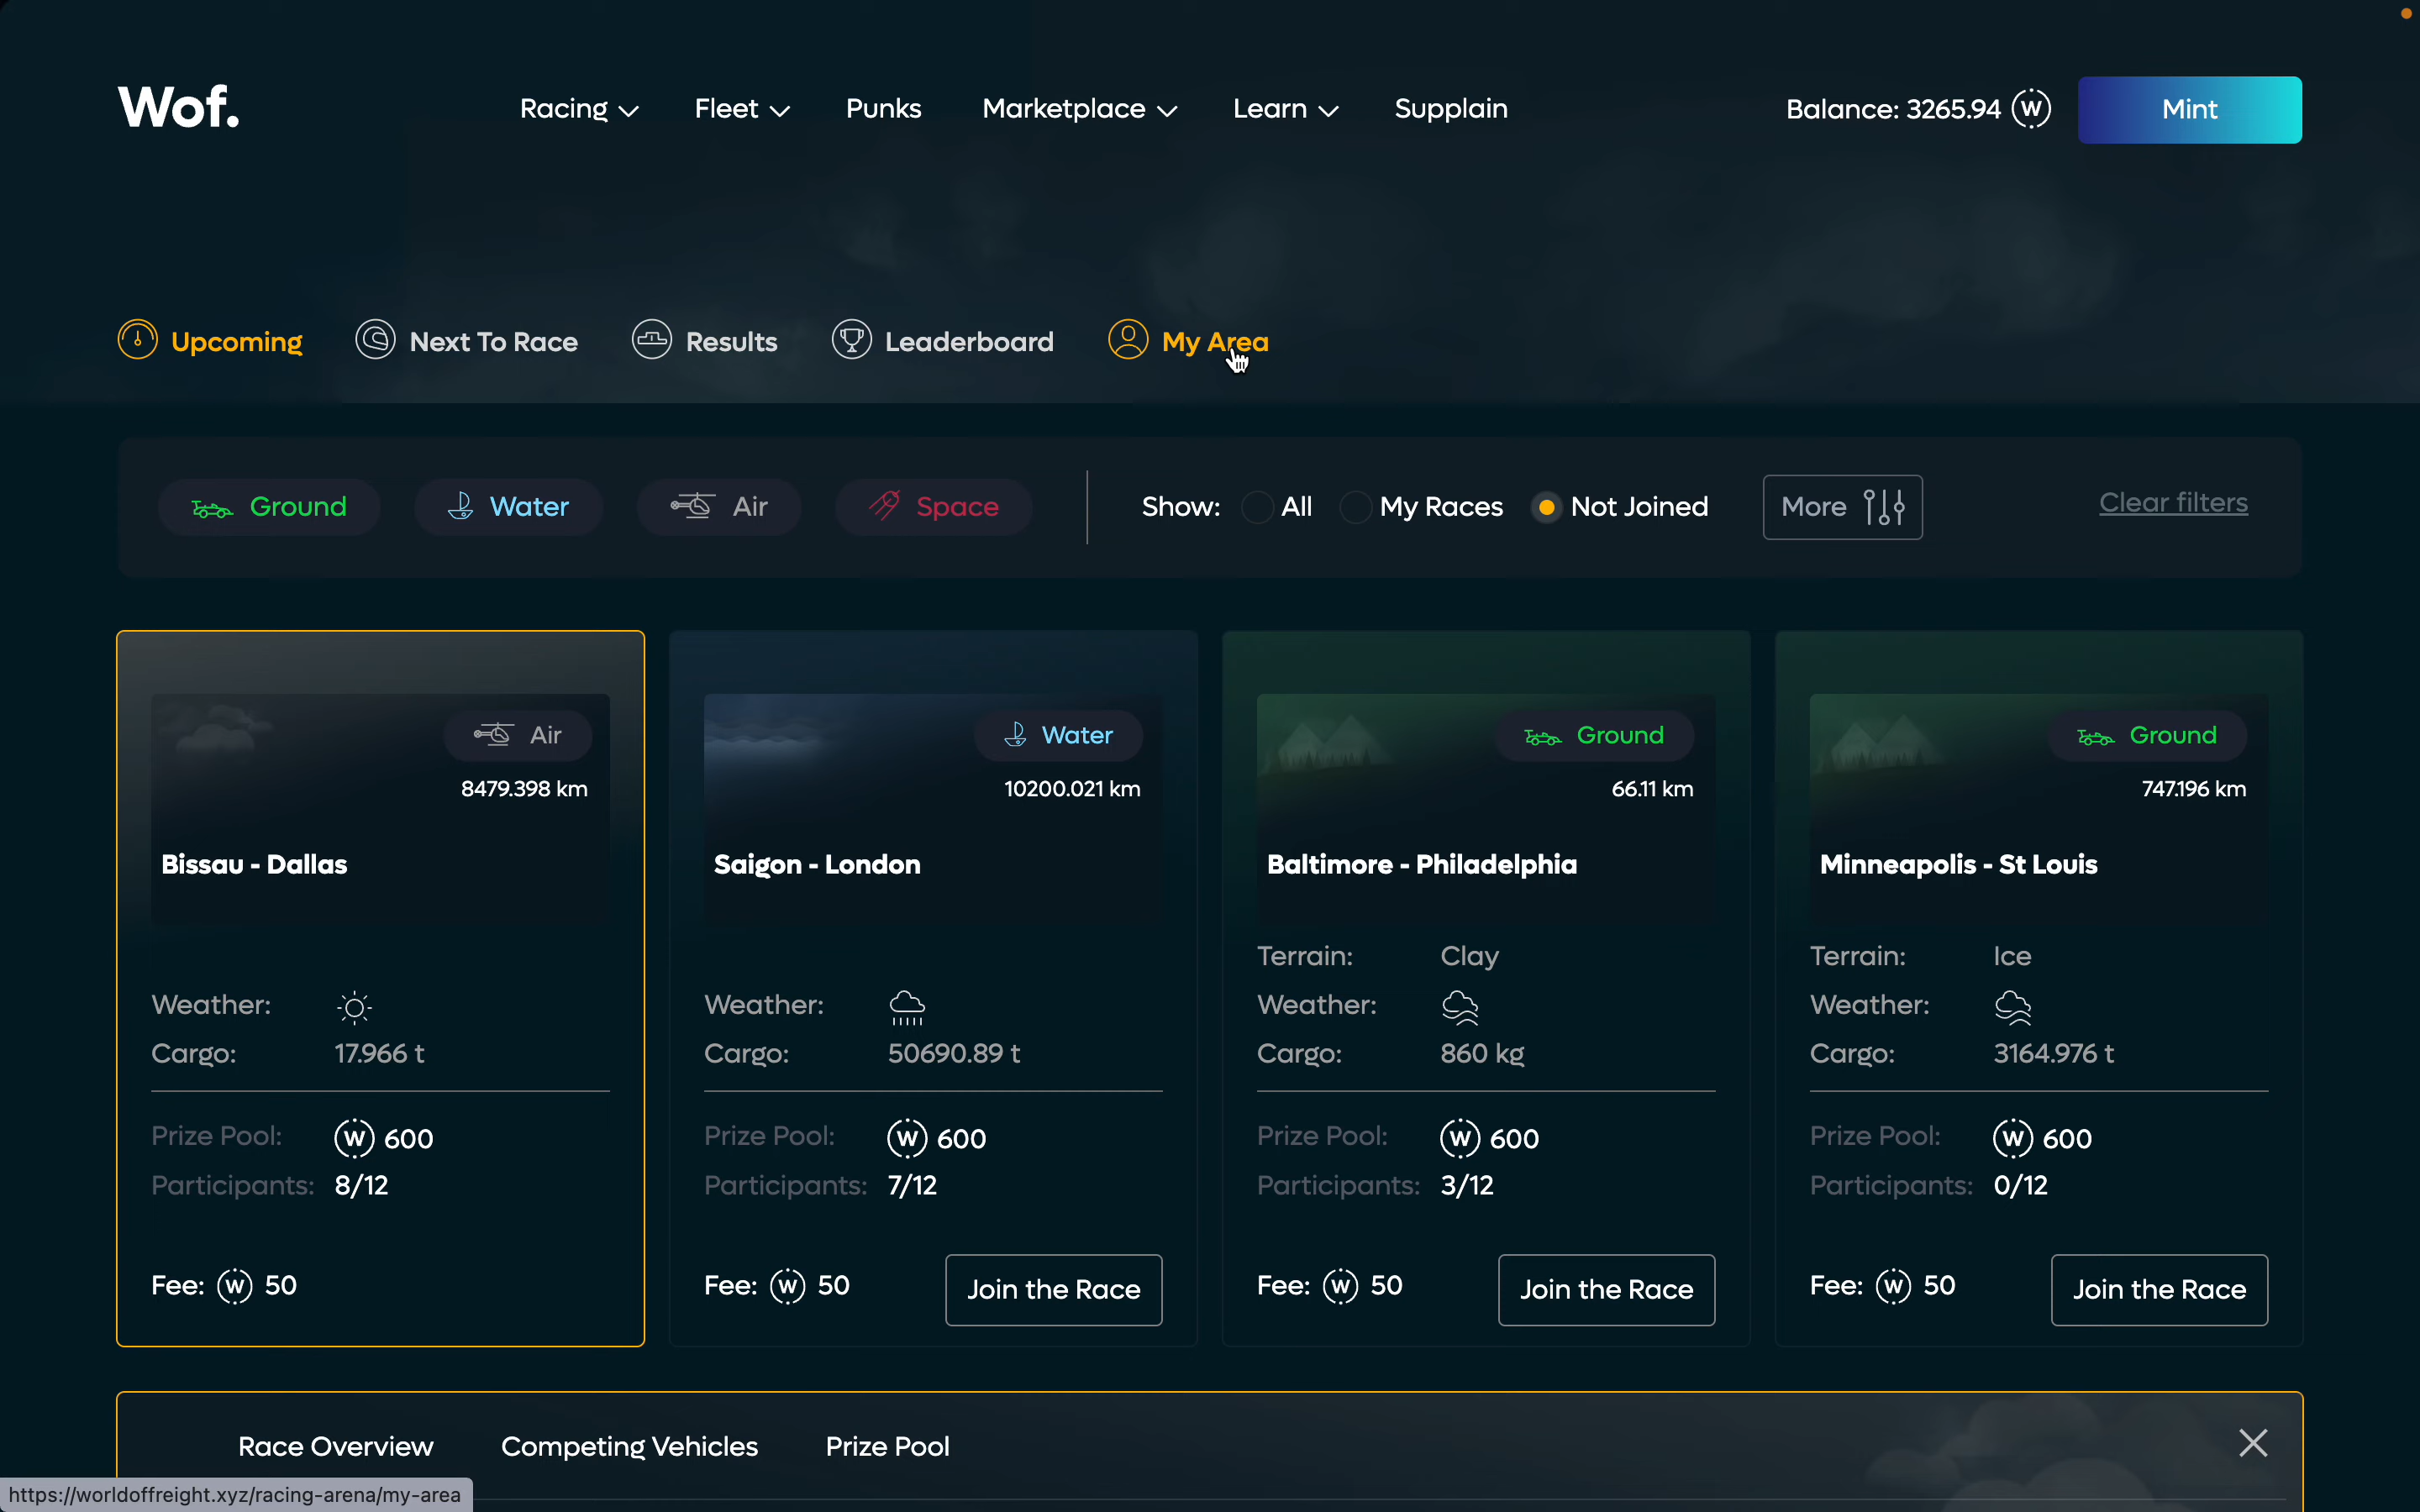 Wof.
Racing
Fleet
Punks
Marketplace
Learn
Supplain
Balance: 3265.94 W
Mint
Upcoming
Next To Race
Results
Leaderboard
My Area
Ground
Water
Air
Space
Show:
All
My Races
Not Joined
More
Clear filters
Air
8479.398 km
Bissau - Dallas
Weather:
Cargo: 17.966 t
Prize Pool: W 600
Participants: 8/12
Fee: W 50
Water
10200.021 km
Saigon - London
Weather:
Cargo: 50690.89 t
Prize Pool: W 600
Participants: 7/12
Fee: W 50
Join the Race
Ground
66.11 km
Baltimore - Philadelphia
Terrain: Clay
Weather:
Cargo: 860 kg
Prize Pool: W 600
Participants: 3/12
Fee: W 50
Join the Race
Ground
747.196 km
Minneapolis - St Louis
Terrain: Ice
Weather:
Cargo: 3164.976 t
Prize Pool: W 600
Participants: 0/12
Fee: W 50
Join the Race
Race Overview
Competing Vehicles
Prize Pool
https://worldoffreight.xyz/racing-arena/my-area